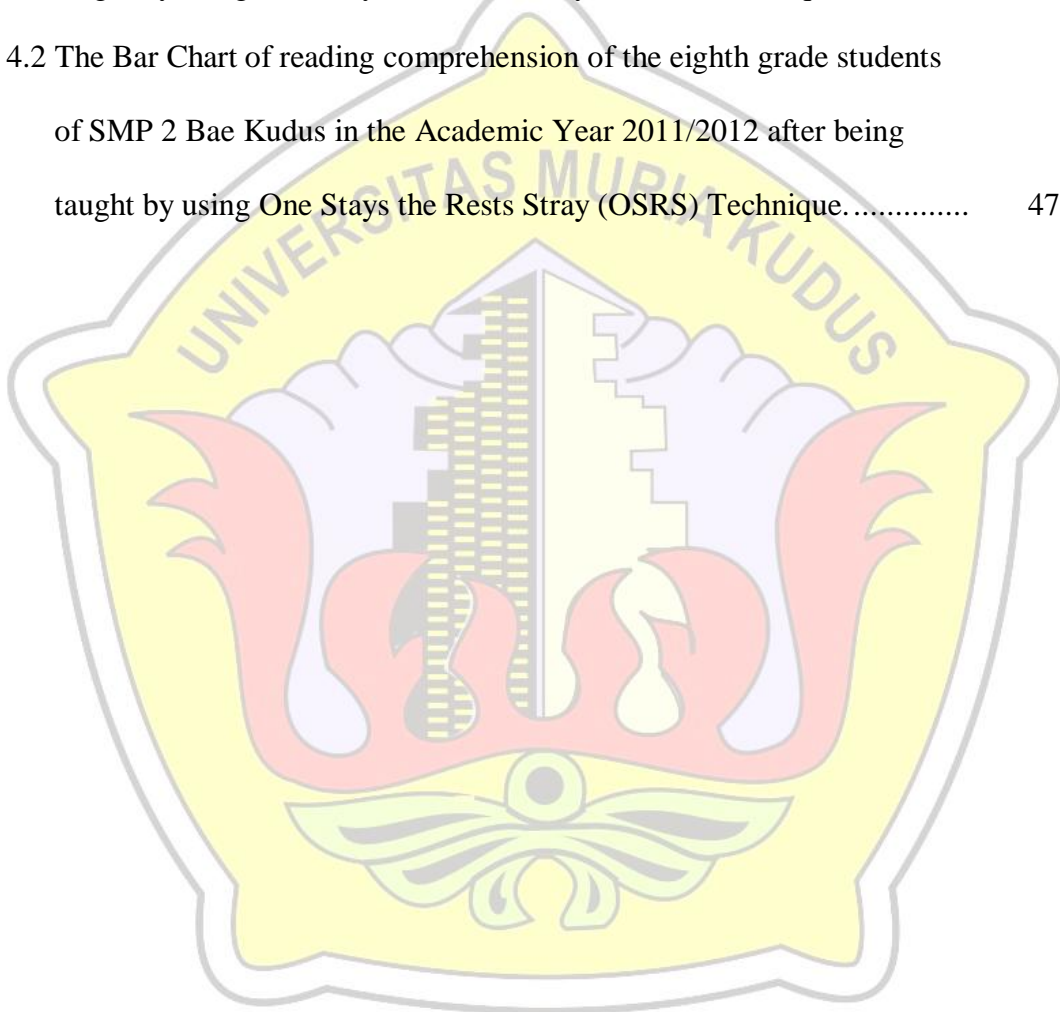 4.2 The Bar Chart of reading comprehension of the eighth grade students
of SMP 2 Bae Kudus in the Academic Year 2011/2012 after being
taught by using One Stays the Rests Stray (OSRS) Technique............... 47
UNIVERSITAS MURIA KUDUS